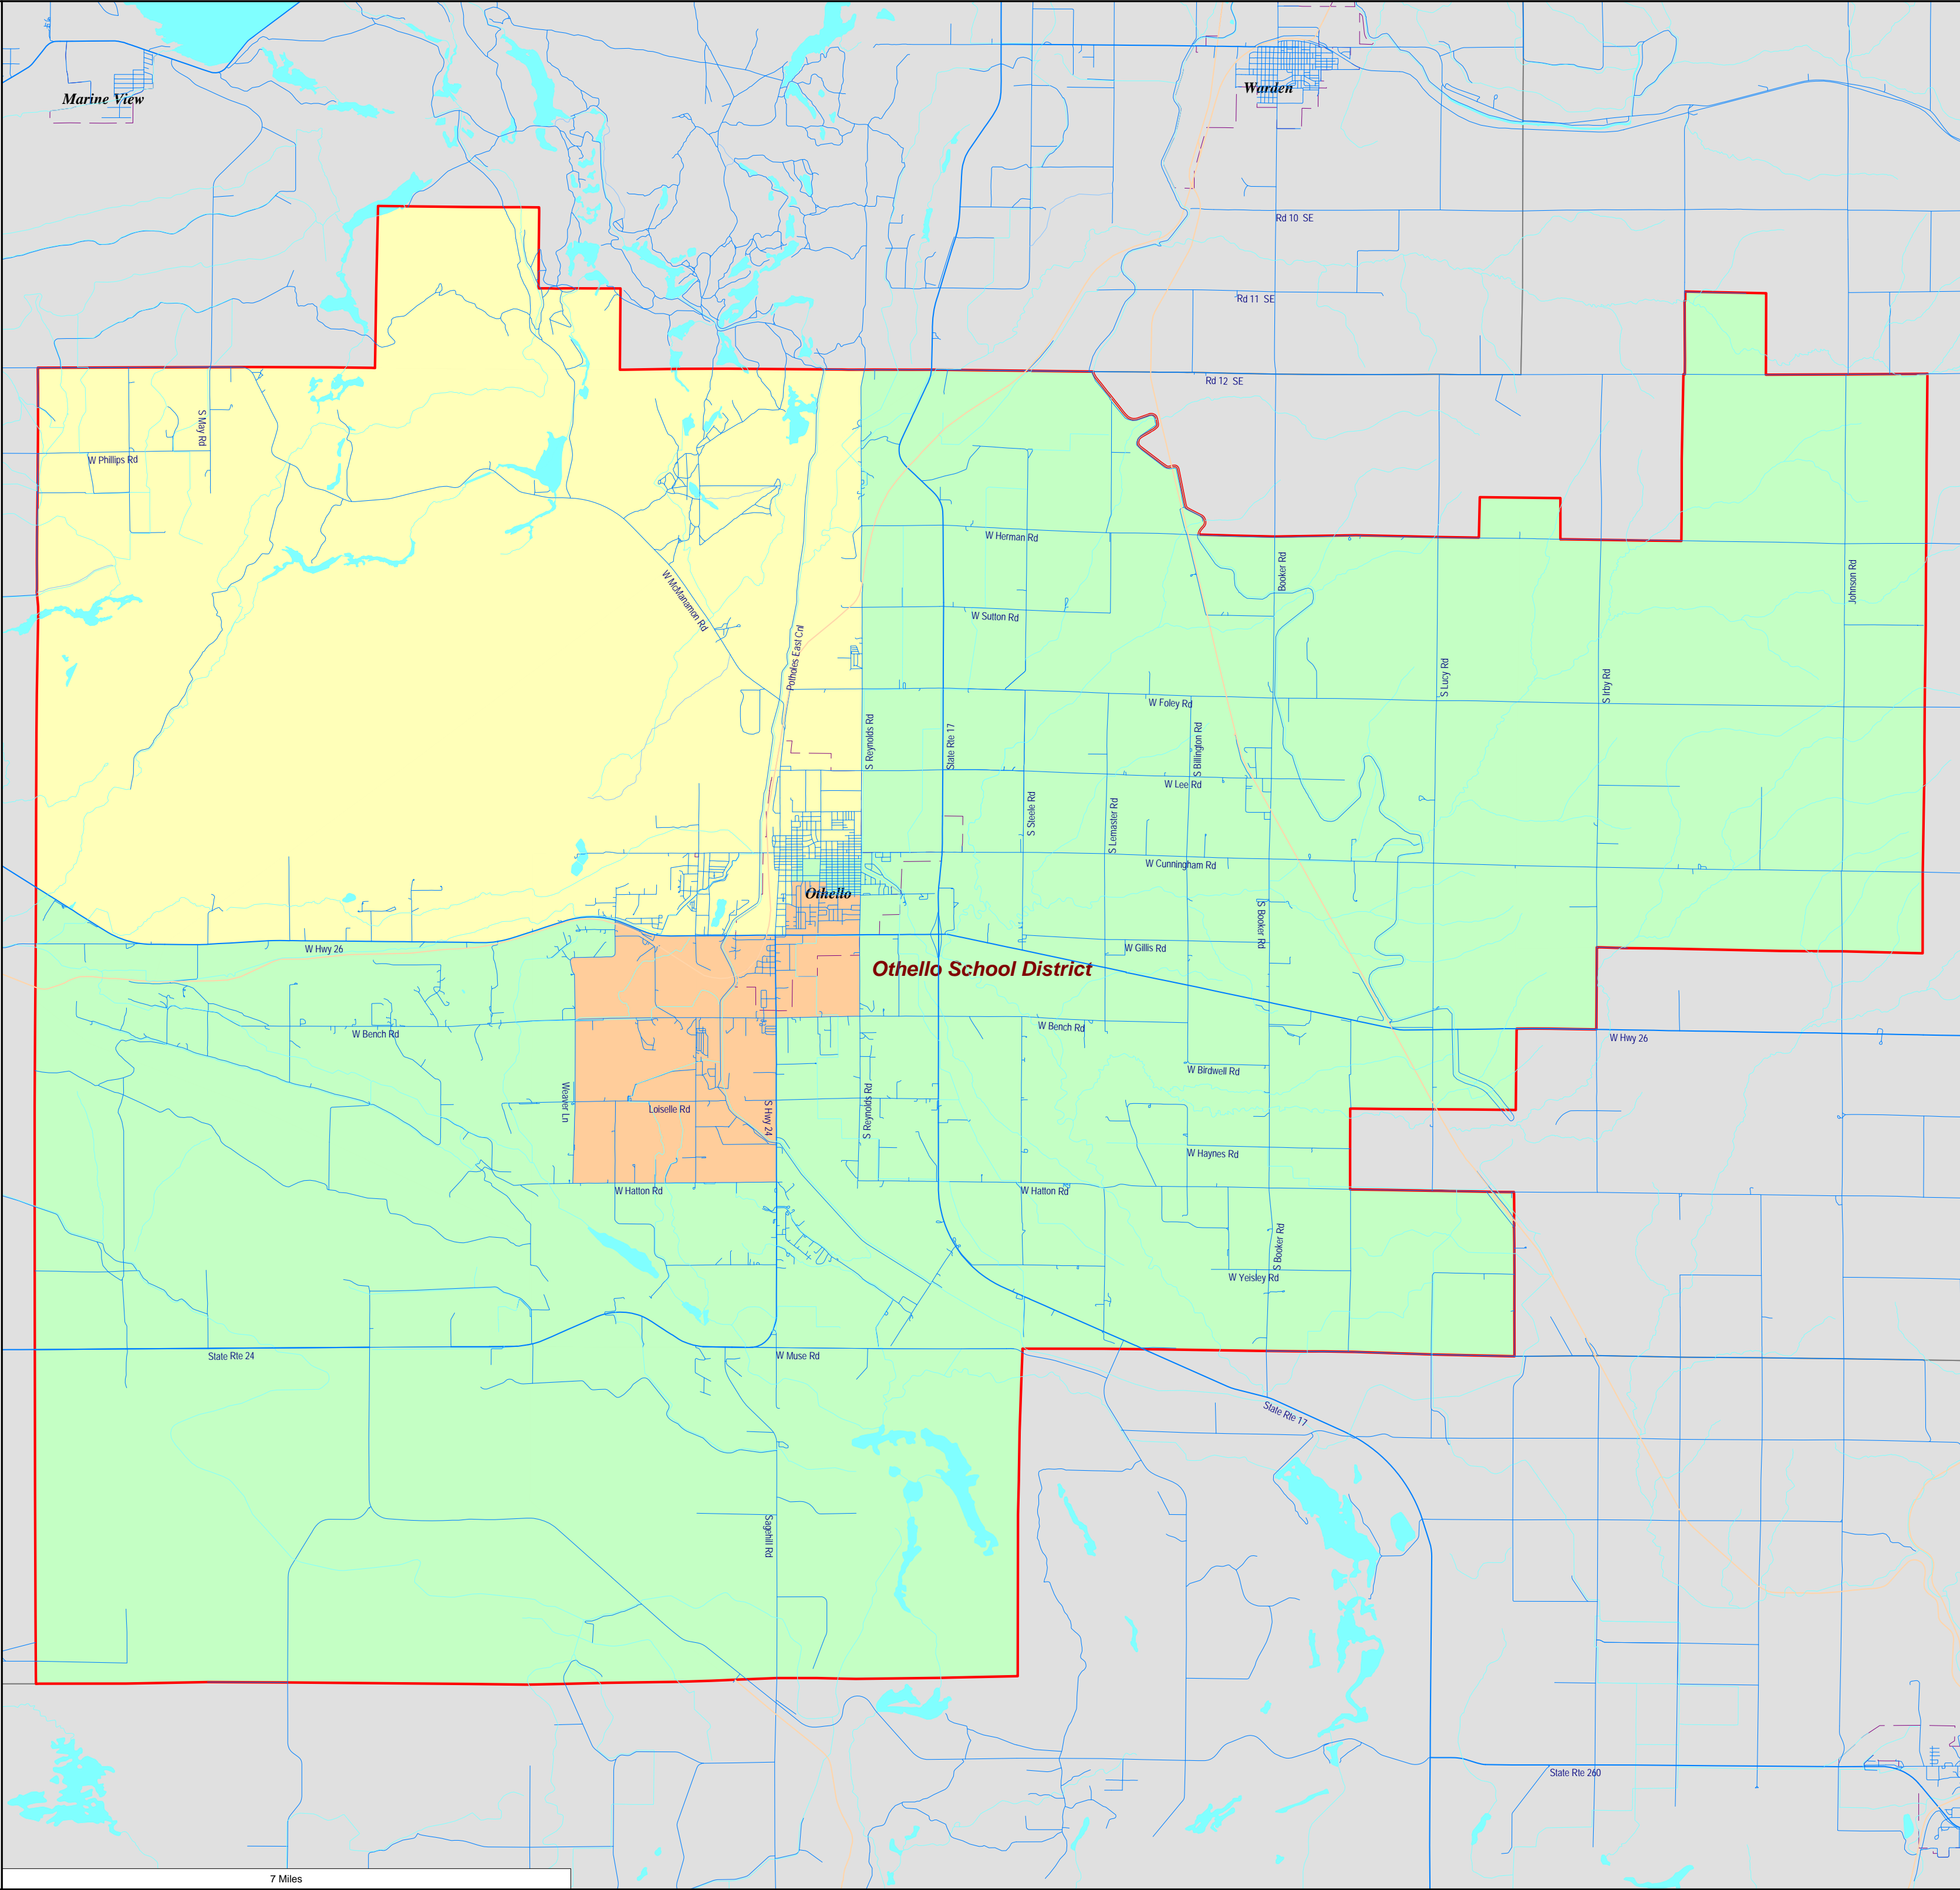 Marine View
Warden
Rd 10 SE
Rd 11 SE
Rd 12 SE
S May Rd
W Phillips Rd
W Herman Rd
Booker Rd
Johnson Rd
W McManamon Rd
W Sutton Rd
Potholes East Cnl
S Lucy Rd
S Irby Rd
W Foley Rd
S Reynolds Rd
State Rte 17
S Billington Rd
W Lee Rd
S Steele Rd
S Lemaster Rd
W Cunningham Rd
Othello
S Booker Rd
W Hwy 26
W Gillis Rd
Othello School District
W Bench Rd
W Bench Rd
W Hwy 26
W Birdwell Rd
Weaver Ln
Loiselle Rd
S Hwy 24
S Reynolds Rd
W Haynes Rd
W Hatton Rd
W Hatton Rd
S Booker Rd
W Yeisley Rd
State Rte 24
W Muse Rd
State Rte 17
Sagehill Rd
State Rte 260
7 Miles